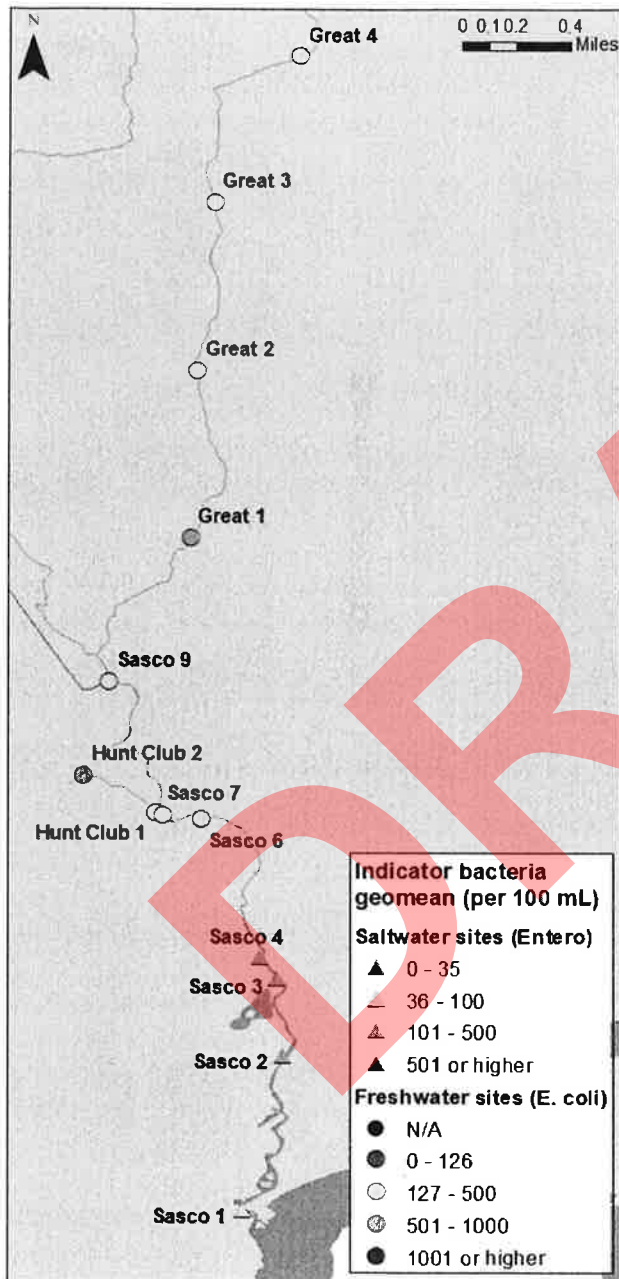 N
Great 4
0 0.10.2 0.4
Miles
Great 3
Great 2
Great 1
Sasco 9
Hunt Club 2
Sasco 7
Hunt Club 1
Sasco 6
Sasco 4
Sasco 3
Sasco 2
Sasco 1
Indicator bacteria
geomean (per 100 mL)
Saltwater sites (Entero)
0 - 35
36 - 100
101 - 500
501 or higher
Freshwater sites (E. coli)
N/A
0 - 126
127 - 500
501 - 1000
1001 or higher
DR